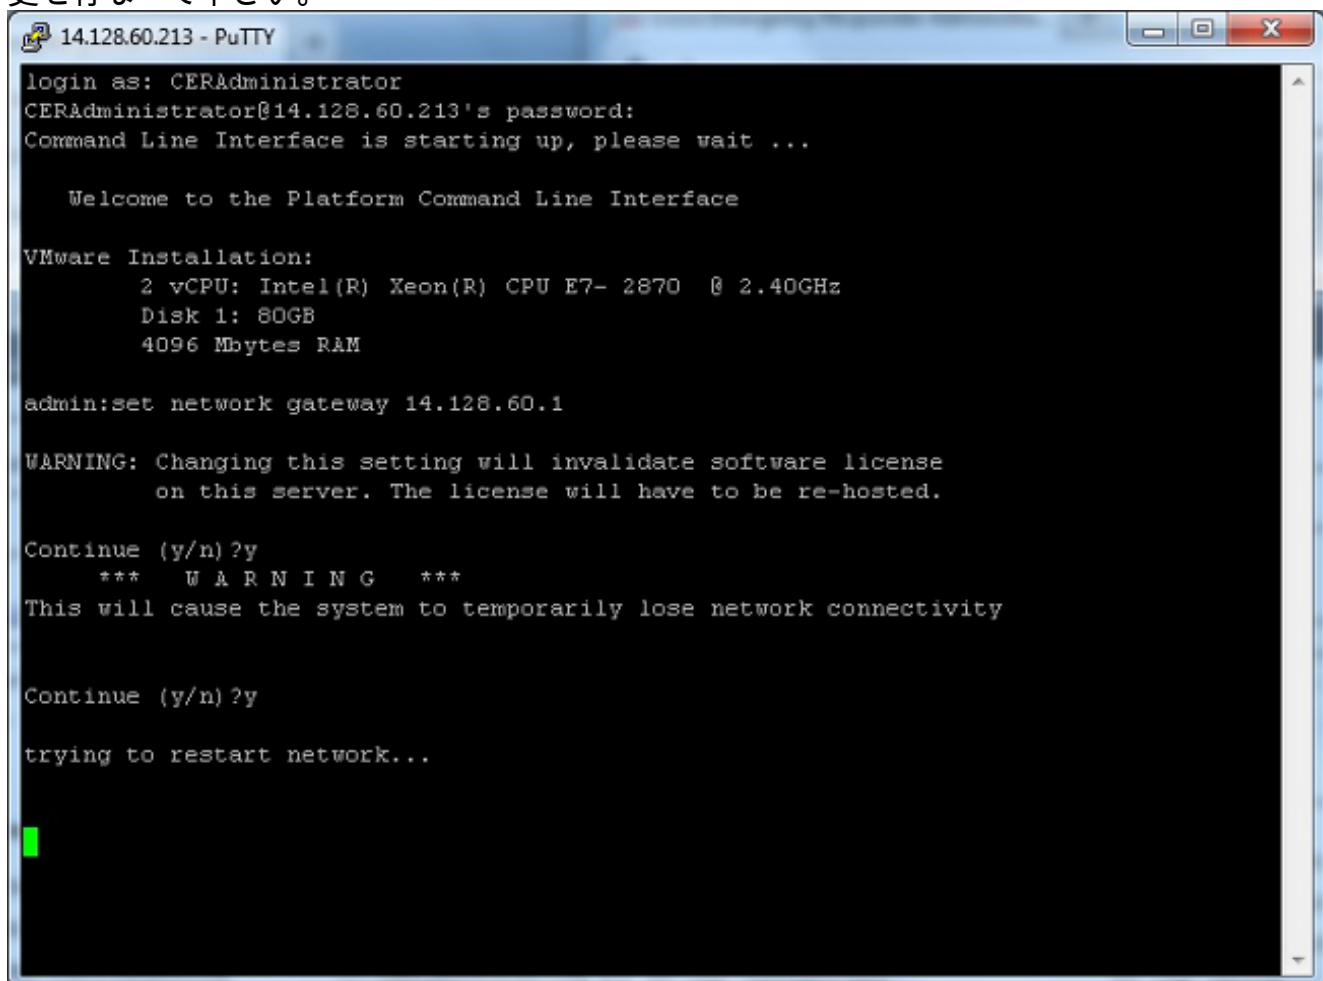 14.128.60.213 - PuTTY
login as: CERAdministrator
CERAdministrator@14.128.60.213's password:
Command Line Interface is starting up, please wait ...
Welcome to the Platform Command Line Interface
VMware Installation:
2 vCPU: Intel(R) Xeon(R) CPU E7- 2870 @ 2.40GHz
Disk 1: 80GB
4096 Mbytes RAM
admin:set network gateway 14.128.60.1
WARNING: Changing this setting will invalidate software license
on this server. The license will have to be re-hosted.
Continue (y/n)?y
*** W A R N I N G ***
This will cause the system to temporarily lose network connectivity
Continue (y/n)?y
trying to restart network...